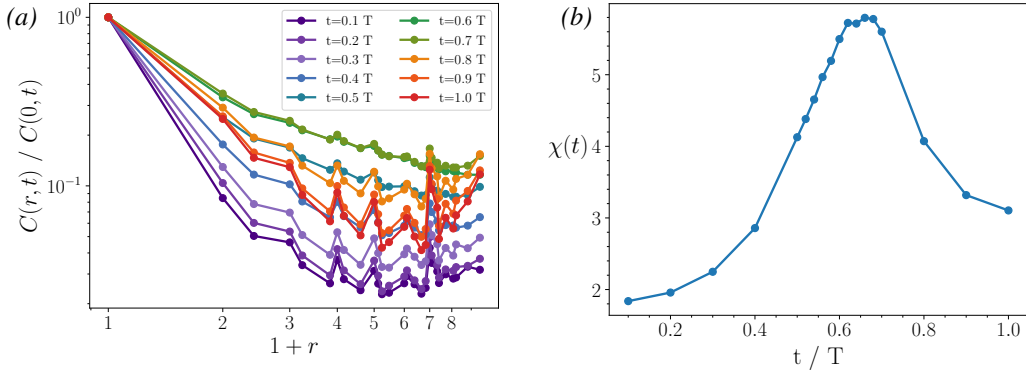 (a)
10⁰
10⁻¹
C(r, t) / C(0, t)
t=0.1 T
t=0.2 T
t=0.3 T
t=0.4 T
t=0.5 T
t=0.6 T
t=0.7 T
t=0.8 T
t=0.9 T
t=1.0 T
1 2 3 4 5 6 7 8
1 + r
(b)
5
4
3
2
χ(t)
0.2 0.4 0.6 0.8 1.0
t / T